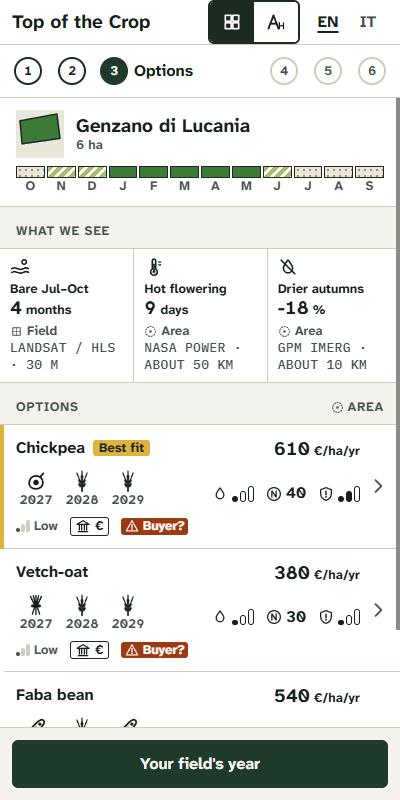 Top of the Crop
AH
EN IT
1 2 3 Options 4 5 6
Genzano di Lucania
6 ha
O N D J F M A M J J A S
WHAT WE SEE
Bare Jul-Oct
4 months
Field
LANDSAT / HLS
· 30 M
Hot flowering
9 days
Area
NASA POWER ·
ABOUT 50 KM
Drier autumns
-18 %
Area
GPM IMERG ·
ABOUT 10 KM
OPTIONS AREA
Chickpea Best fit 610 €/ha/yr
2027 2028 2029 N 40
Low € Buyer?
Vetch-oat 380 €/ha/yr
2027 2028 2029 N 30
Low € Buyer?
Faba bean 540 €/ha/yr
Your field's year